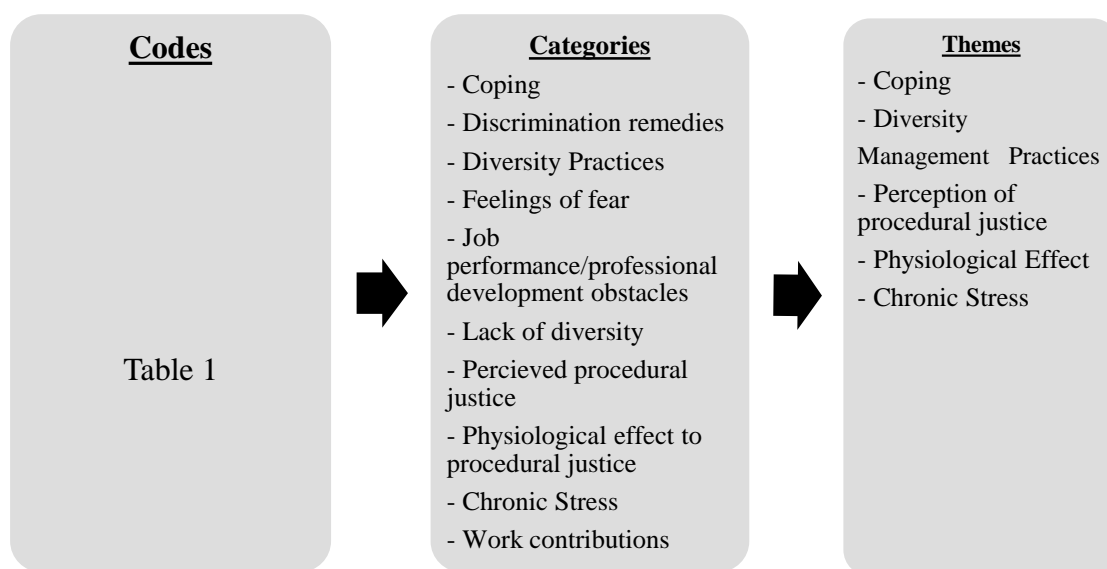 Codes
Table 1
Categories
- Coping
- Discrimination remedies
- Diversity Practices
- Feelings of fear
- Job
performance/professional
development obstacles
- Lack of diversity
- Percieved procedural
justice
- Physiological effect to
procedural justice
- Chronic Stress
- Work contributions
Themes
- Coping
- Diversity
Management Practices
- Perception of
procedural justice
- Physiological Effect
- Chronic Stress